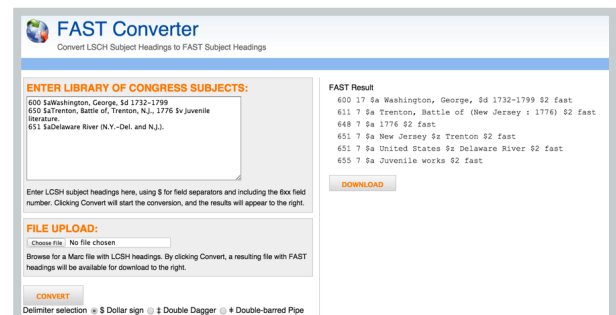 FAST Converter
Convert LSCH Subject Headings to FAST Subject Headings
ENTER LIBRARY OF CONGRESS SUBJECTS:
600 $aWashington, George, $d 1732-1799
650 $aTrenton, Battle of, Trenton, N.J., 1776 $v Juvenile
literature.
651 $aDelaware River (N.Y.-Del. and N.J.).
Enter LCSH subject headings here, using $ for field separators and including the 6xx field
number. Clicking Convert will start the conversion, and the results will appear to the right.
FILE UPLOAD:
Choose File No file chosen
Browse for a Marc file with LCSH headings. By clicking Convert, a resulting file with FAST
headings will be available for download to the right.
CONVERT
Delimiter selection $ Dollar sign ‡ Double Dagger ǂ Double-barred Pipe
FAST Result
600 17 $a Washington, George, $d 1732-1799 $2 fast
611 7 $a Trenton, Battle of (New Jersey : 1776) $2 fast
648 7 $a 1776 $2 fast
651 7 $a New Jersey $z Trenton $2 fast
651 7 $a United States $z Delaware River $2 fast
655 7 $a Juvenile works $2 fast
DOWNLOAD